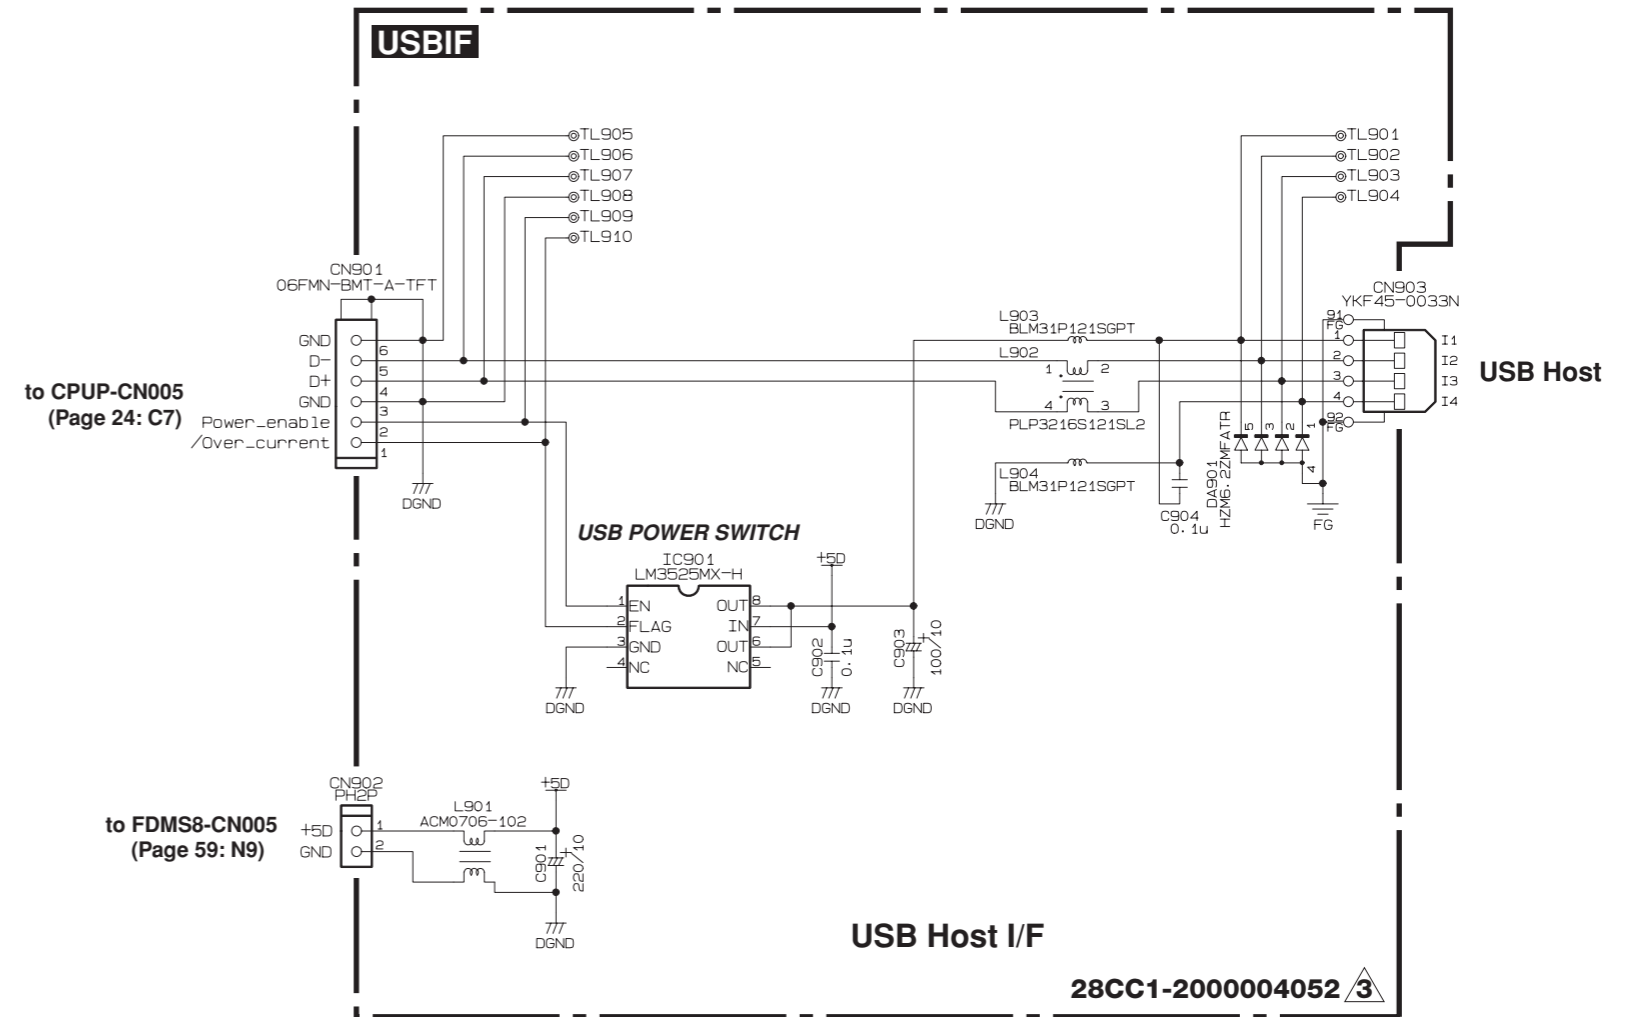 USBIF
TL905
TL906
TL907
TL908
TL909
TL910
TL901
TL902
TL903
TL904
CN901
06FMN-BMT-A-TFT
GND
D-
D+
GND
Power_enable
/Over_current
6
5
4
3
2
1
to CPUP-CN005
(Page 24: C7)
DGND
L903
BLM31P121SGPT
L902
1 2
4 3
PLP3216S121SL2
L904
BLM31P121SGPT
DGND
C904
0.1u
DA901
HZM6.2ZMFATR
5 3 2 1
4
FG
CN903
YKF45-0033N
91
FG
1 I1
2 I2
3 I3
4 I4
92
FG
USB Host
USB POWER SWITCH
IC901
LM3525MX-H
1 EN OUT 8
2 FLAG IN 7
3 GND OUT 6
4 NC NC 5
DGND
+5D
C902
0.1u
DGND
C903
+
100/10
DGND
CN902
PH2P
to FDMS8-CN005
(Page 59: N9)
+5D 1
GND 2
L901
ACM0706-102
+5D
C901
+
220/10
DGND
USB Host I/F
28CC1-2000004052 3